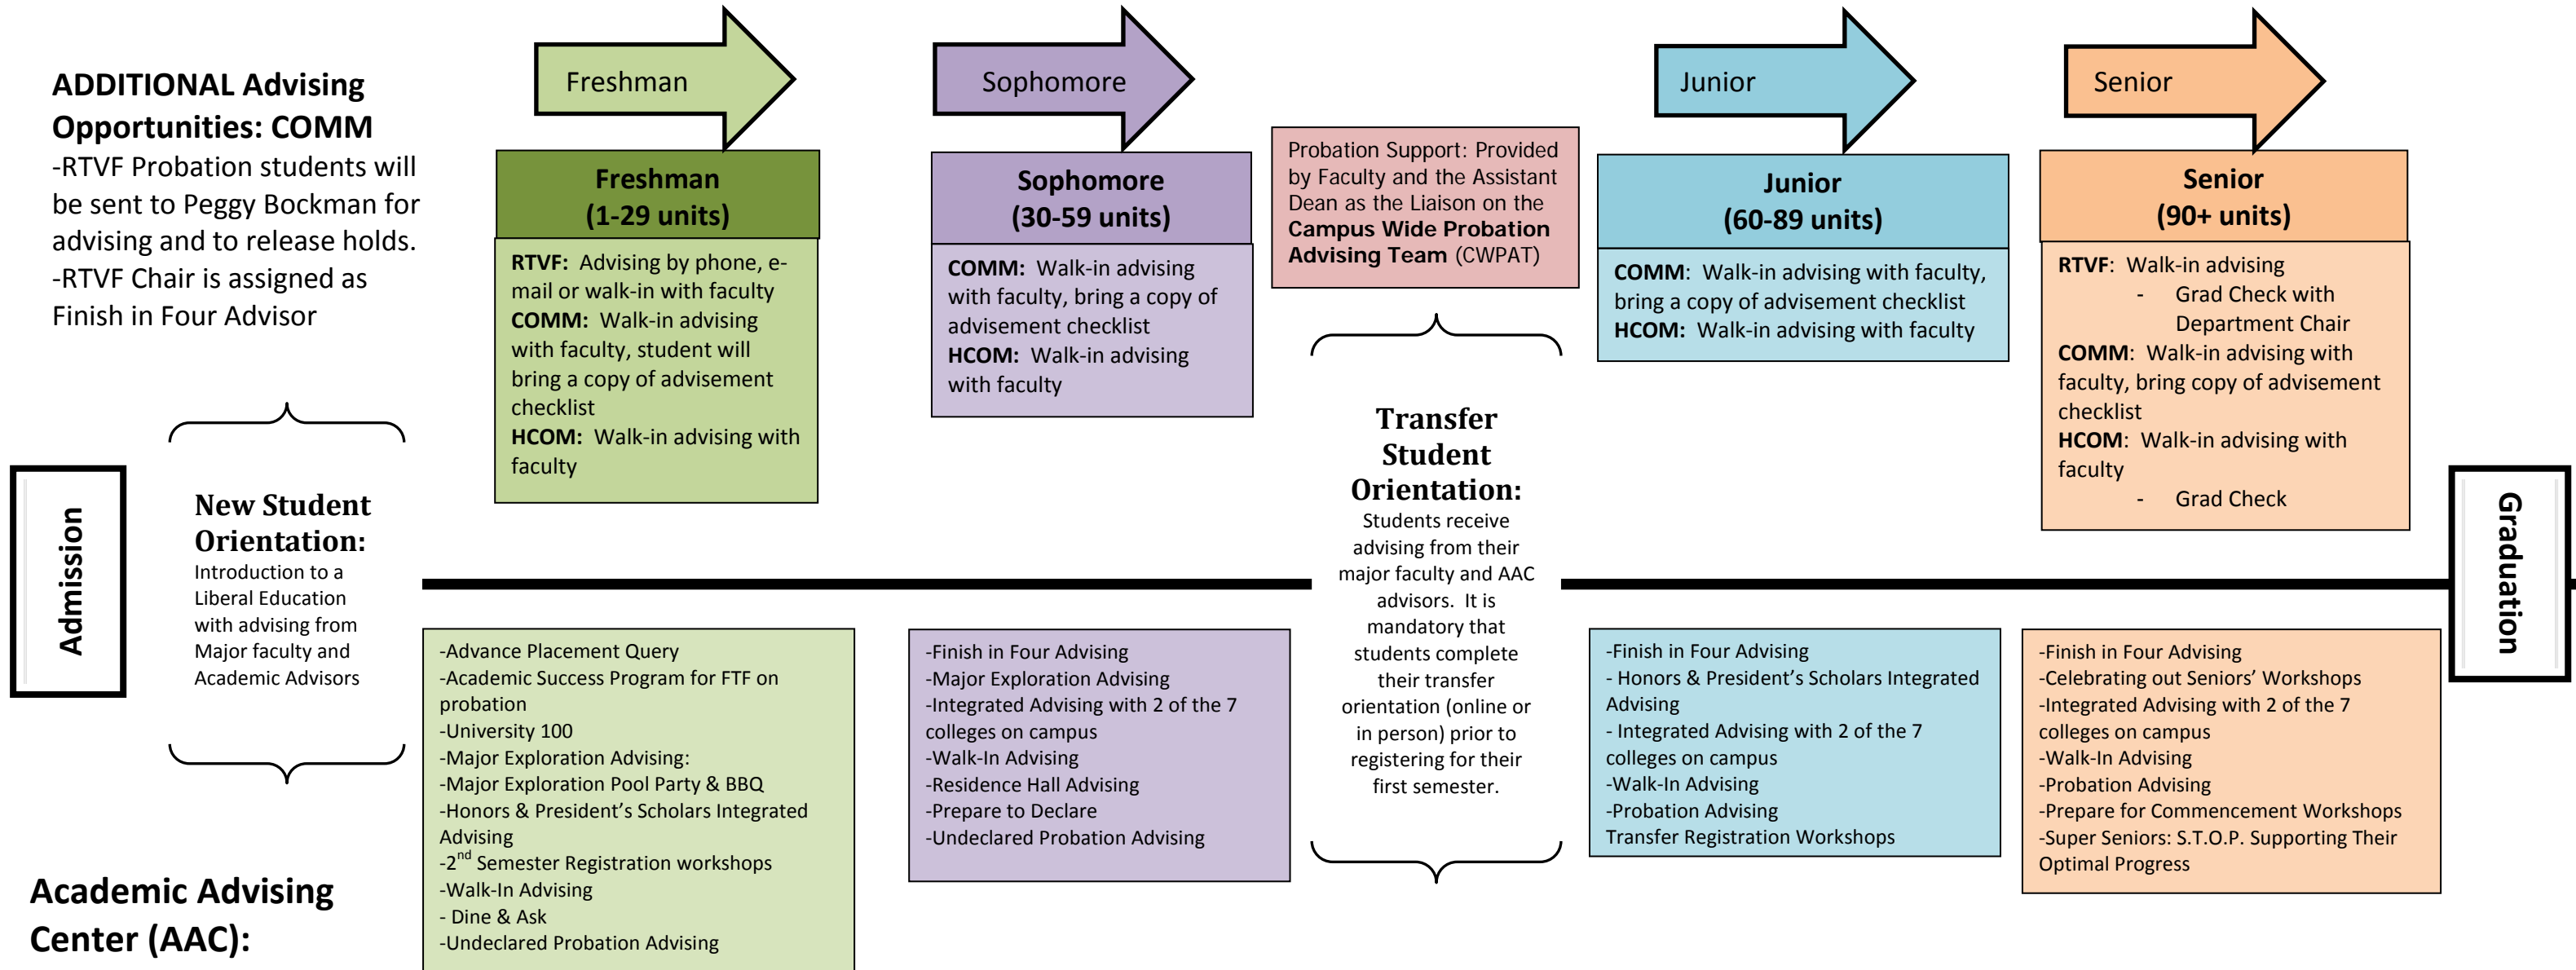 ADDITIONAL Advising
Opportunities: COMM
-RTVF Probation students will
be sent to Peggy Bockman for
advising and to release holds.
-RTVF Chair is assigned as
Finish in Four Advisor
Freshman
Sophomore
Junior
Senior
Freshman
(1-29 units)
RTVF: Advising by phone, e-
mail or walk-in with faculty
COMM: Walk-in advising
with faculty, student will
bring a copy of advisement
checklist
HCOM: Walk-in advising with
faculty
Sophomore
(30-59 units)
COMM: Walk-in advising
with faculty, bring a copy of
advisement checklist
HCOM: Walk-in advising
with faculty
Probation Support: Provided
by Faculty and the Assistant
Dean as the Liaison on the
Campus Wide Probation
Advising Team (CWPAT)
Junior
(60-89 units)
COMM: Walk-in advising with faculty,
bring a copy of advisement checklist
HCOM: Walk-in advising with faculty
Senior
(90+ units)
RTVF: Walk-in advising
- Grad Check with
Department Chair
COMM: Walk-in advising with
faculty, bring copy of advisement
checklist
HCOM: Walk-in advising with
faculty
- Grad Check
Admission
New Student
Orientation:
Introduction to a
Liberal Education
with advising from
Major faculty and
Academic Advisors
Transfer
Student
Orientation:
Students receive
advising from their
major faculty and AAC
advisors. It is
mandatory that
students complete
their transfer
orientation (online or
in person) prior to
registering for their
first semester.
Graduation
Academic Advising
Center (AAC):
-Advance Placement Query
-Academic Success Program for FTF on
probation
-University 100
-Major Exploration Advising:
-Major Exploration Pool Party & BBQ
-Honors & President’s Scholars Integrated
Advising
-2nd Semester Registration workshops
-Walk-In Advising
- Dine & Ask
-Undeclared Probation Advising
-Finish in Four Advising
-Major Exploration Advising
-Integrated Advising with 2 of the 7
colleges on campus
-Walk-In Advising
-Residence Hall Advising
-Prepare to Declare
-Undeclared Probation Advising
-Finish in Four Advising
- Honors & President’s Scholars Integrated
Advising
- Integrated Advising with 2 of the 7
colleges on campus
-Walk-In Advising
-Probation Advising
Transfer Registration Workshops
-Finish in Four Advising
-Celebrating out Seniors’ Workshops
-Integrated Advising with 2 of the 7
colleges on campus
-Walk-In Advising
-Probation Advising
-Prepare for Commencement Workshops
-Super Seniors: S.T.O.P. Supporting Their
Optimal Progress